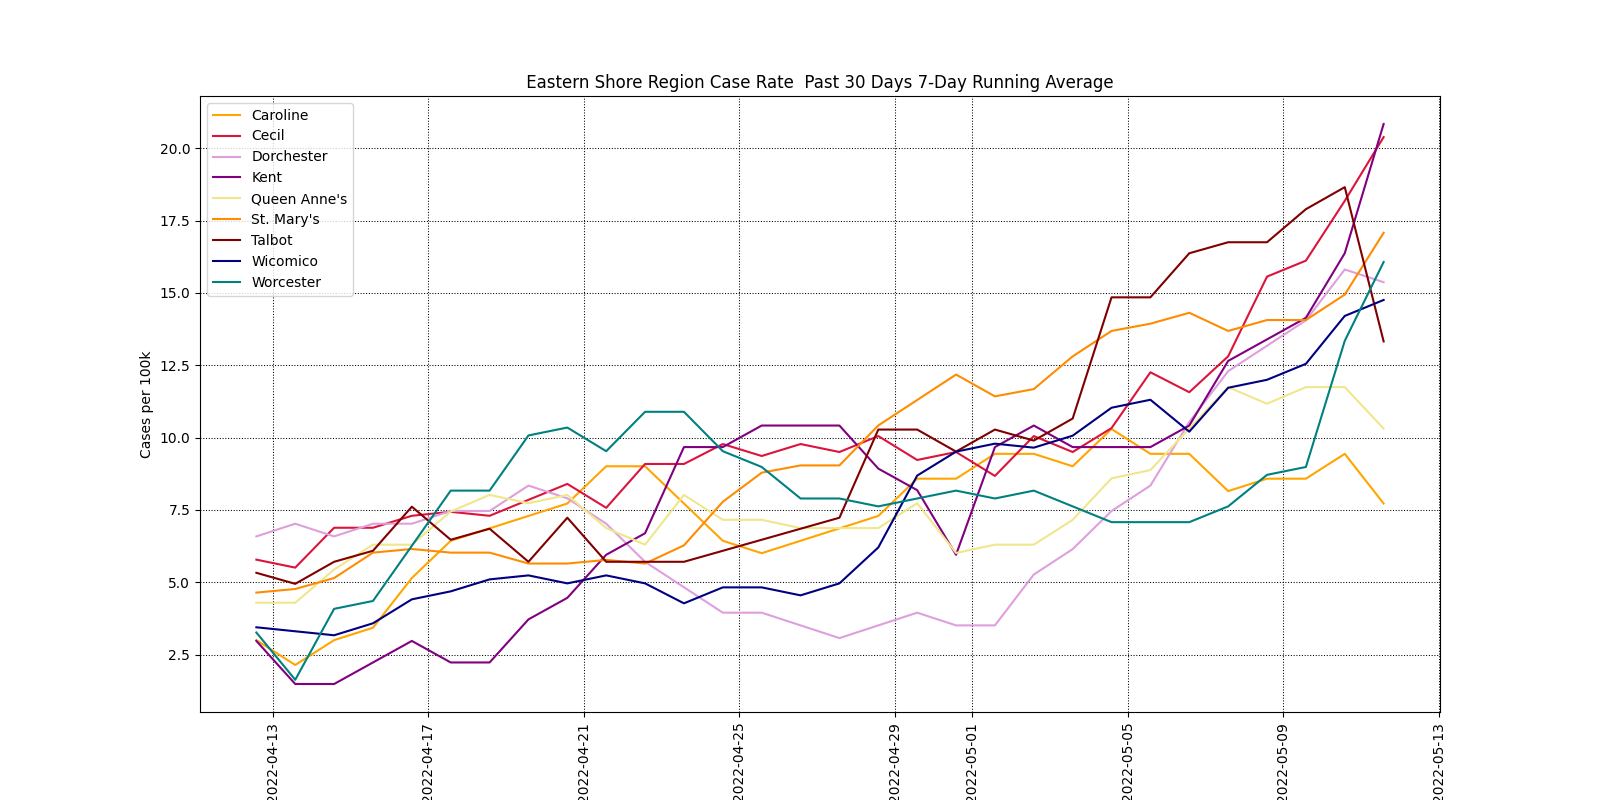 Eastern Shore Region Case Rate  Past 30 Days 7-Day Running Average
Caroline
Cecil
Dorchester
Kent
Queen Anne's
St. Mary's
Talbot
Wicomico
Worcester
Cases per 100k
20.0
17.5
15.0
12.5
10.0
7.5
5.0
2.5
2022-04-13
2022-04-17
2022-04-21
2022-04-25
2022-04-29
2022-05-01
2022-05-05
2022-05-09
2022-05-13